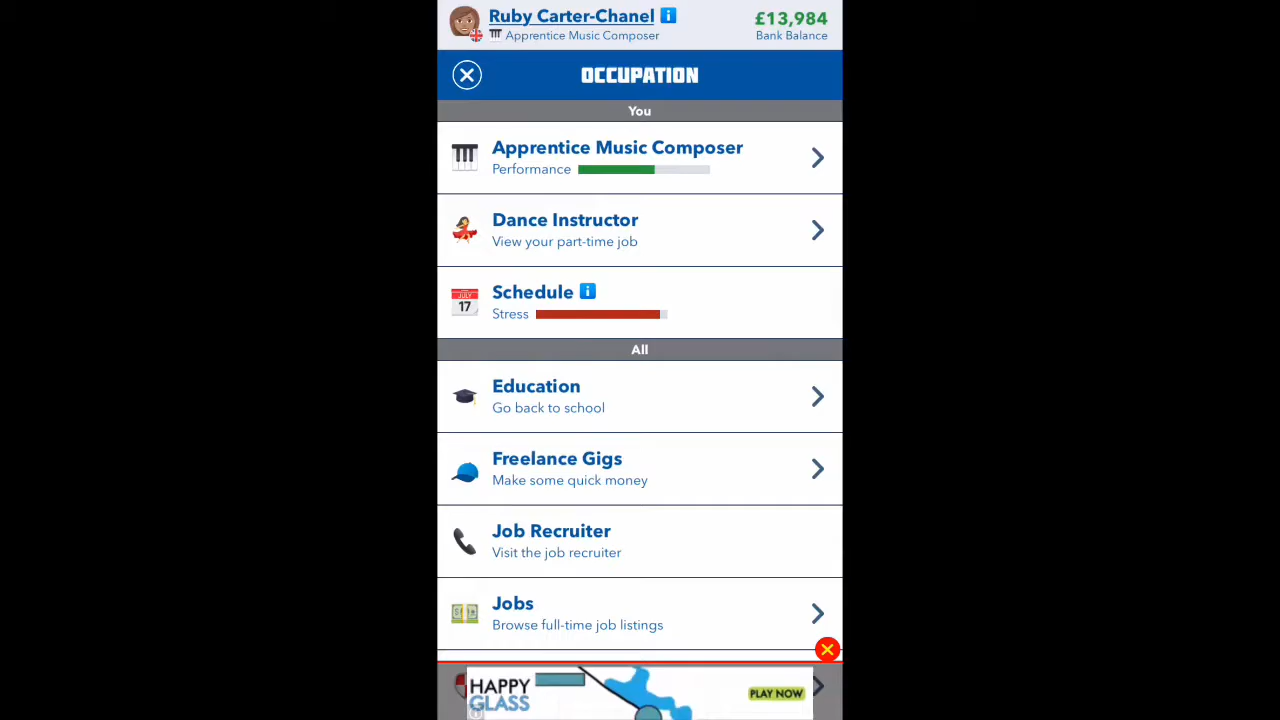 Ruby Carter-Chanel
Apprentice Music Composer
£13,984
Bank Balance
OCCUPATION
You
Apprentice Music Composer
Performance
Dance Instructor
View your part-time job
JULY
17
Schedule
Stress
All
Education
Go back to school
Freelance Gigs
Make some quick money
Job Recruiter
Visit the job recruiter
Jobs
Browse full-time job listings
HAPPY
GLASS
PLAY NOW